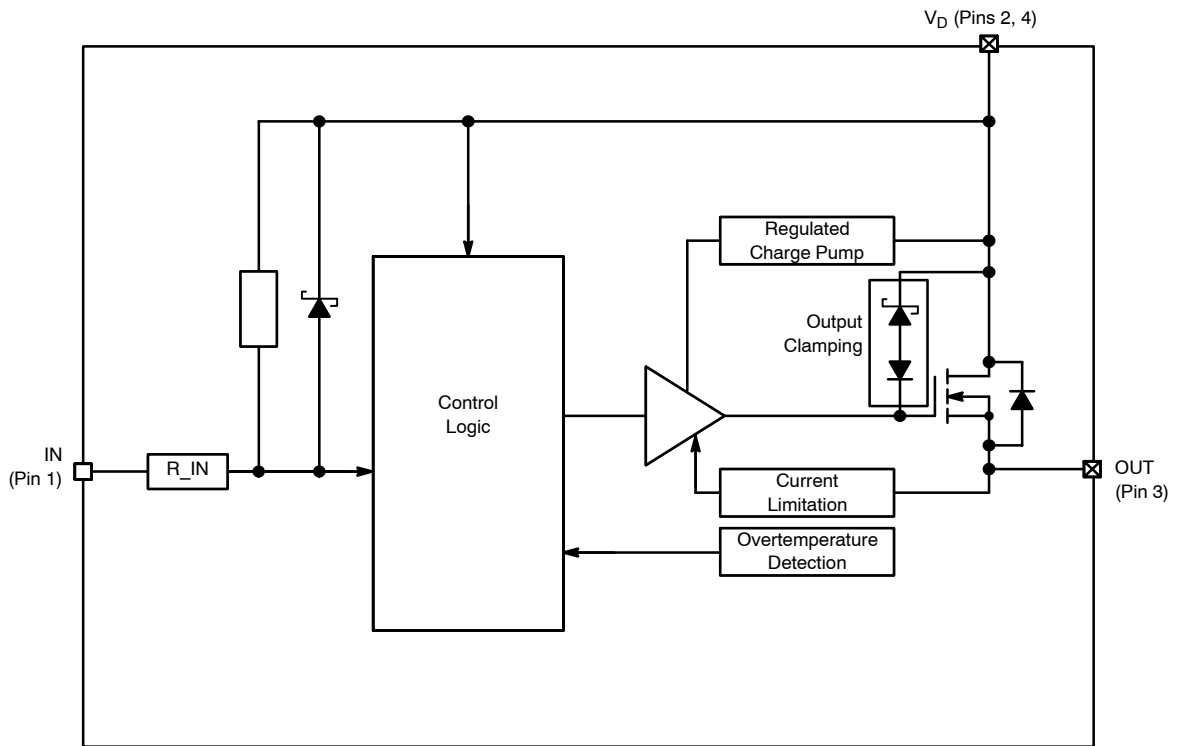 V_D (Pins 2, 4)
Regulated
Charge Pump
Output
Clamping
Control
Logic
IN
(Pin 1)
R_IN
Current
Limitation
OUT
(Pin 3)
Overtemperature
Detection